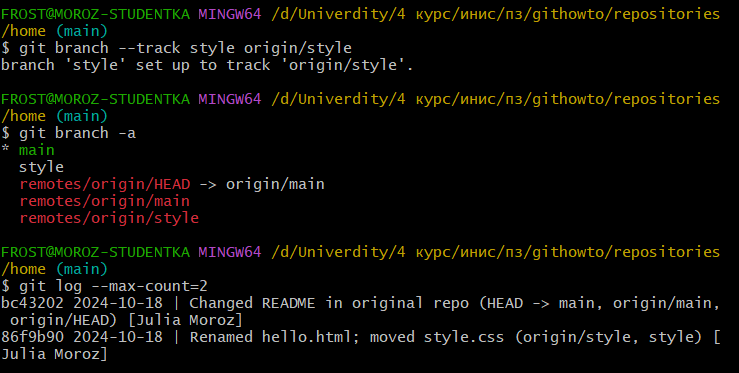 FROST@MOROZ-STUDENTKA MINGW64 /d/Univerdity/4 курс/инис/пз/githowto/repositories
/home (main)
$ git branch --track style origin/style
branch 'style' set up to track 'origin/style'.
FROST@MOROZ-STUDENTKA MINGW64 /d/Univerdity/4 курс/инис/пз/githowto/repositories
/home (main)
$ git branch -a
* main
  style
  remotes/origin/HEAD -> origin/main
  remotes/origin/main
  remotes/origin/style
FROST@MOROZ-STUDENTKA MINGW64 /d/Univerdity/4 курс/инис/пз/githowto/repositories
/home (main)
$ git log --max-count=2
bc43202 2024-10-18 | Changed README in original repo (HEAD -> main, origin/main,
 origin/HEAD) [Julia Moroz]
86f9b90 2024-10-18 | Renamed hello.html; moved style.css (origin/style, style) [
Julia Moroz]